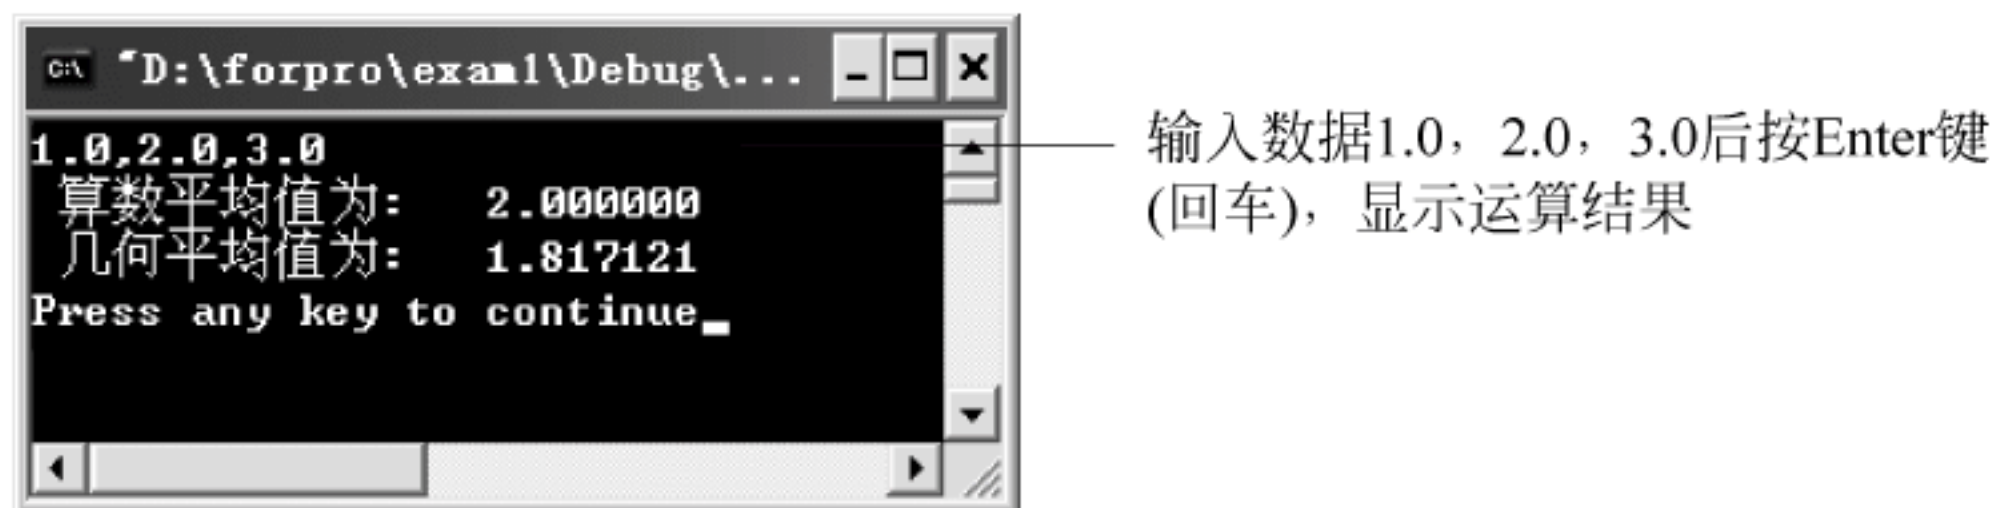 "D:\forpro\exam1\Debug\...
1.0,2.0,3.0
算数平均值为: 2.000000
几何平均值为: 1.817121
Press any key to continue_
输入数据1.0，2.0，3.0后按Enter键
(回车)，显示运算结果